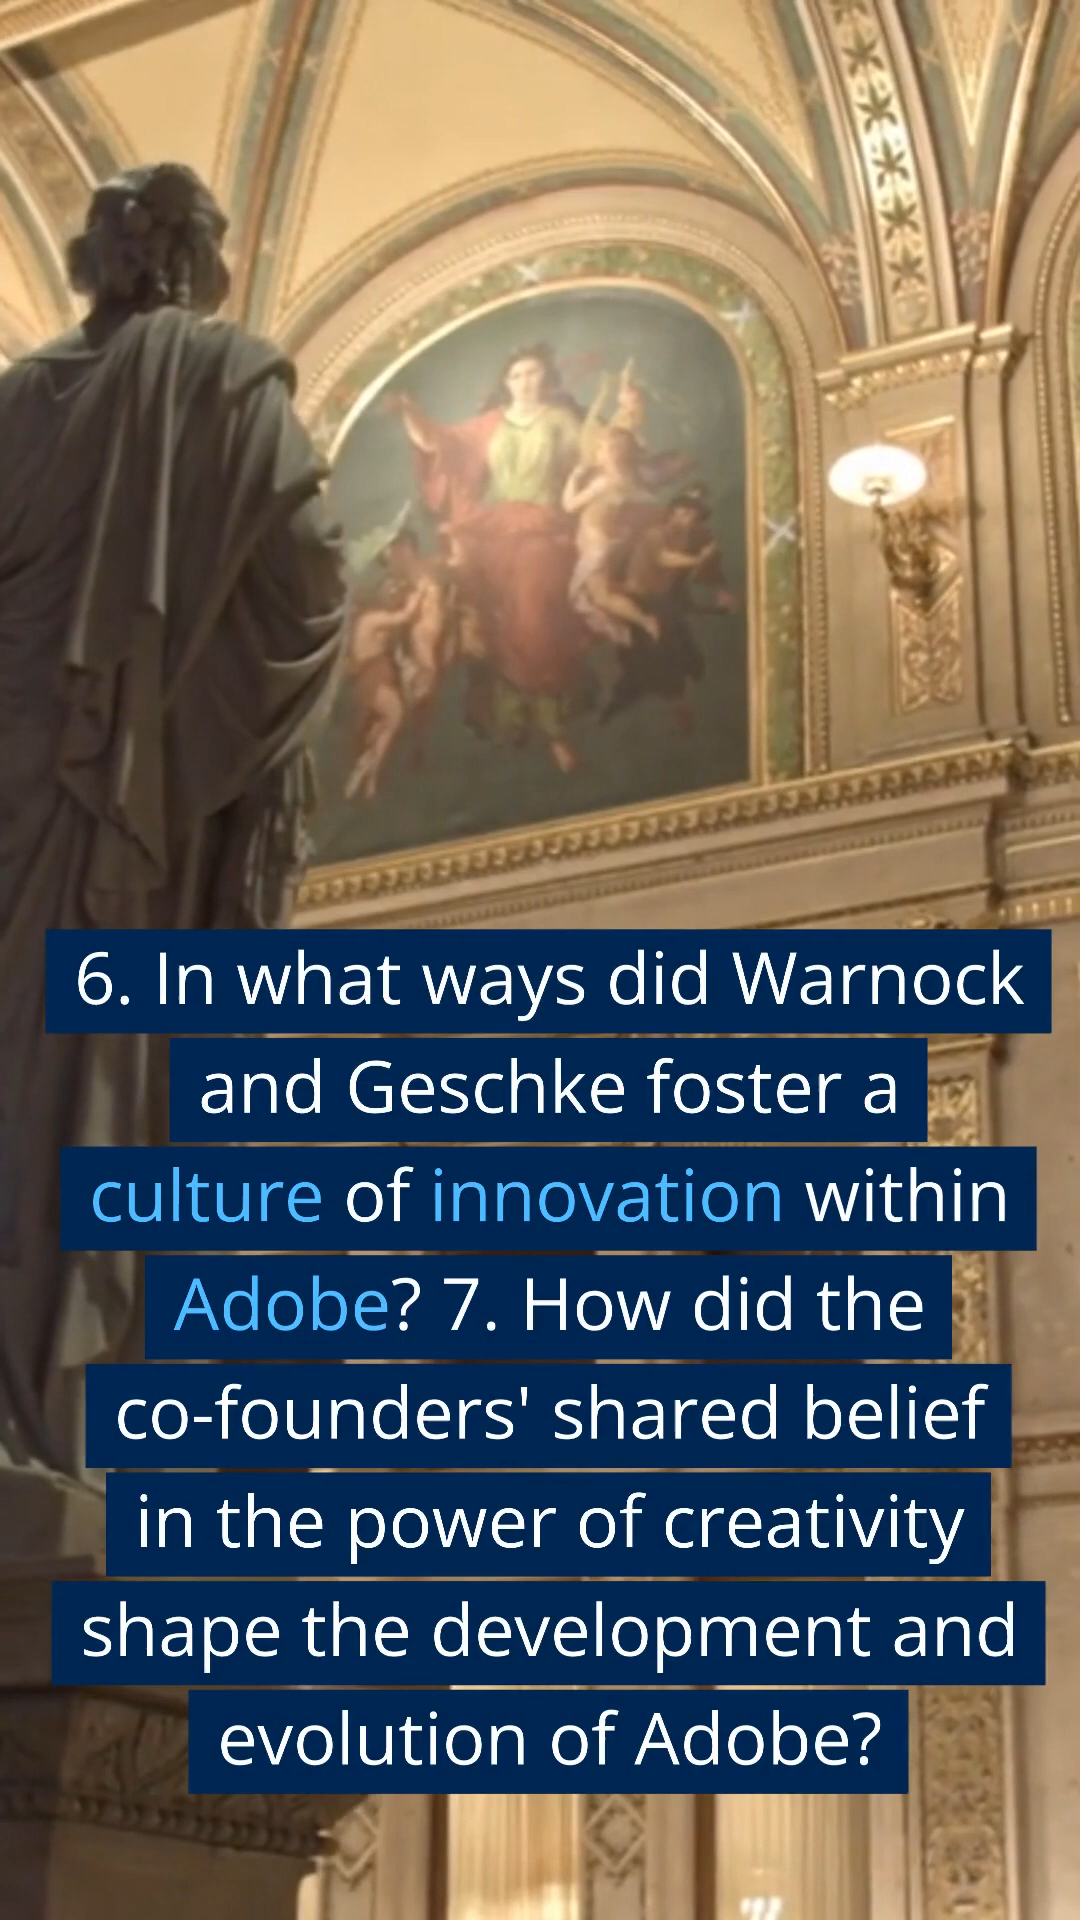 6. In what ways did Warnock
and Geschke foster a
culture of innovation within
Adobe? 7. How did the
co-founders' shared belief
in the power of creativity
shape the development and
evolution of Adobe?